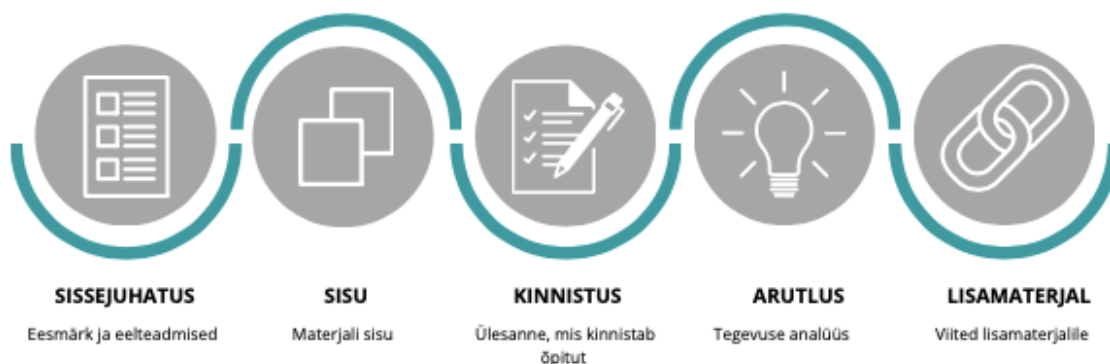 SISSEJUHATUS
Eesmärk ja eelteadmised
SISU
Materjali sisu
KINNISTUS
Ülesanne, mis kinnistab
õpitut
ARUTLUS
Tegevuse analüüs
LISAMATERJAL
Viited lisamaterjalile